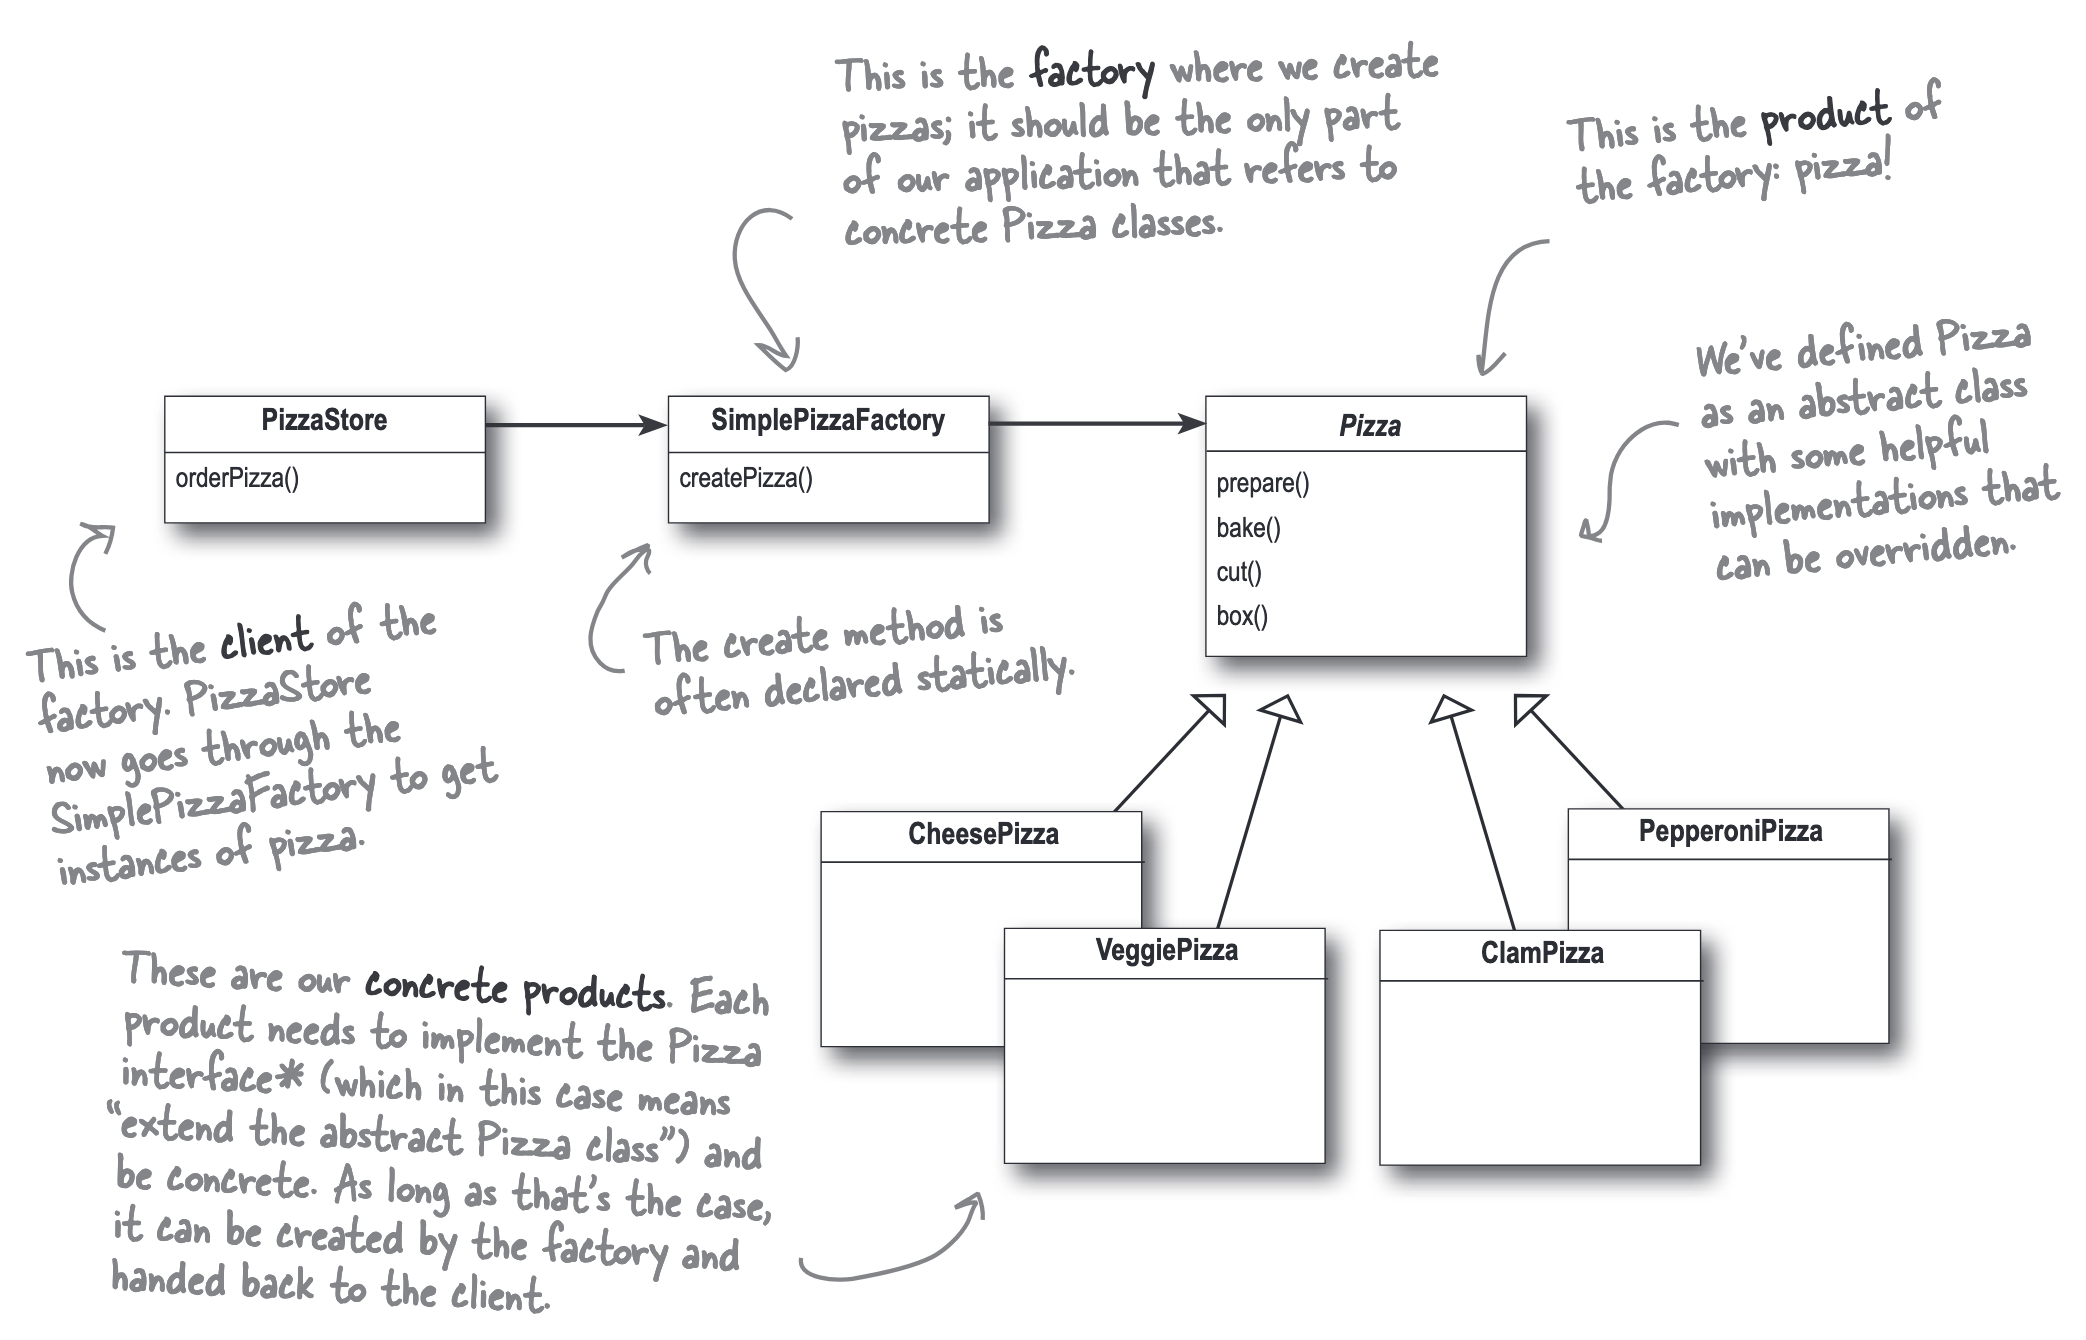 This is the factory where we create
pizzas; it should be the only part
of our application that refers to
concrete Pizza classes.
This is the product of
the factory: pizza!
We've defined Pizza
as an abstract class
with some helpful
implementations that
can be overridden.
PizzaStore
orderPizza()
SimplePizzaFactory
createPizza()
Pizza
prepare()
bake()
cut()
box()
This is the client of the
factory. PizzaStore
now goes through the
SimplePizzaFactory to get
instances of pizza.
The create method is
often declared statically.
CheesePizza
VeggiePizza
ClamPizza
PepperoniPizza
These are our concrete products. Each
product needs to implement the Pizza
interface* (which in this case means
“extend the abstract Pizza class”) and
be concrete. As long as that's the case,
it can be created by the factory and
handed back to the client.